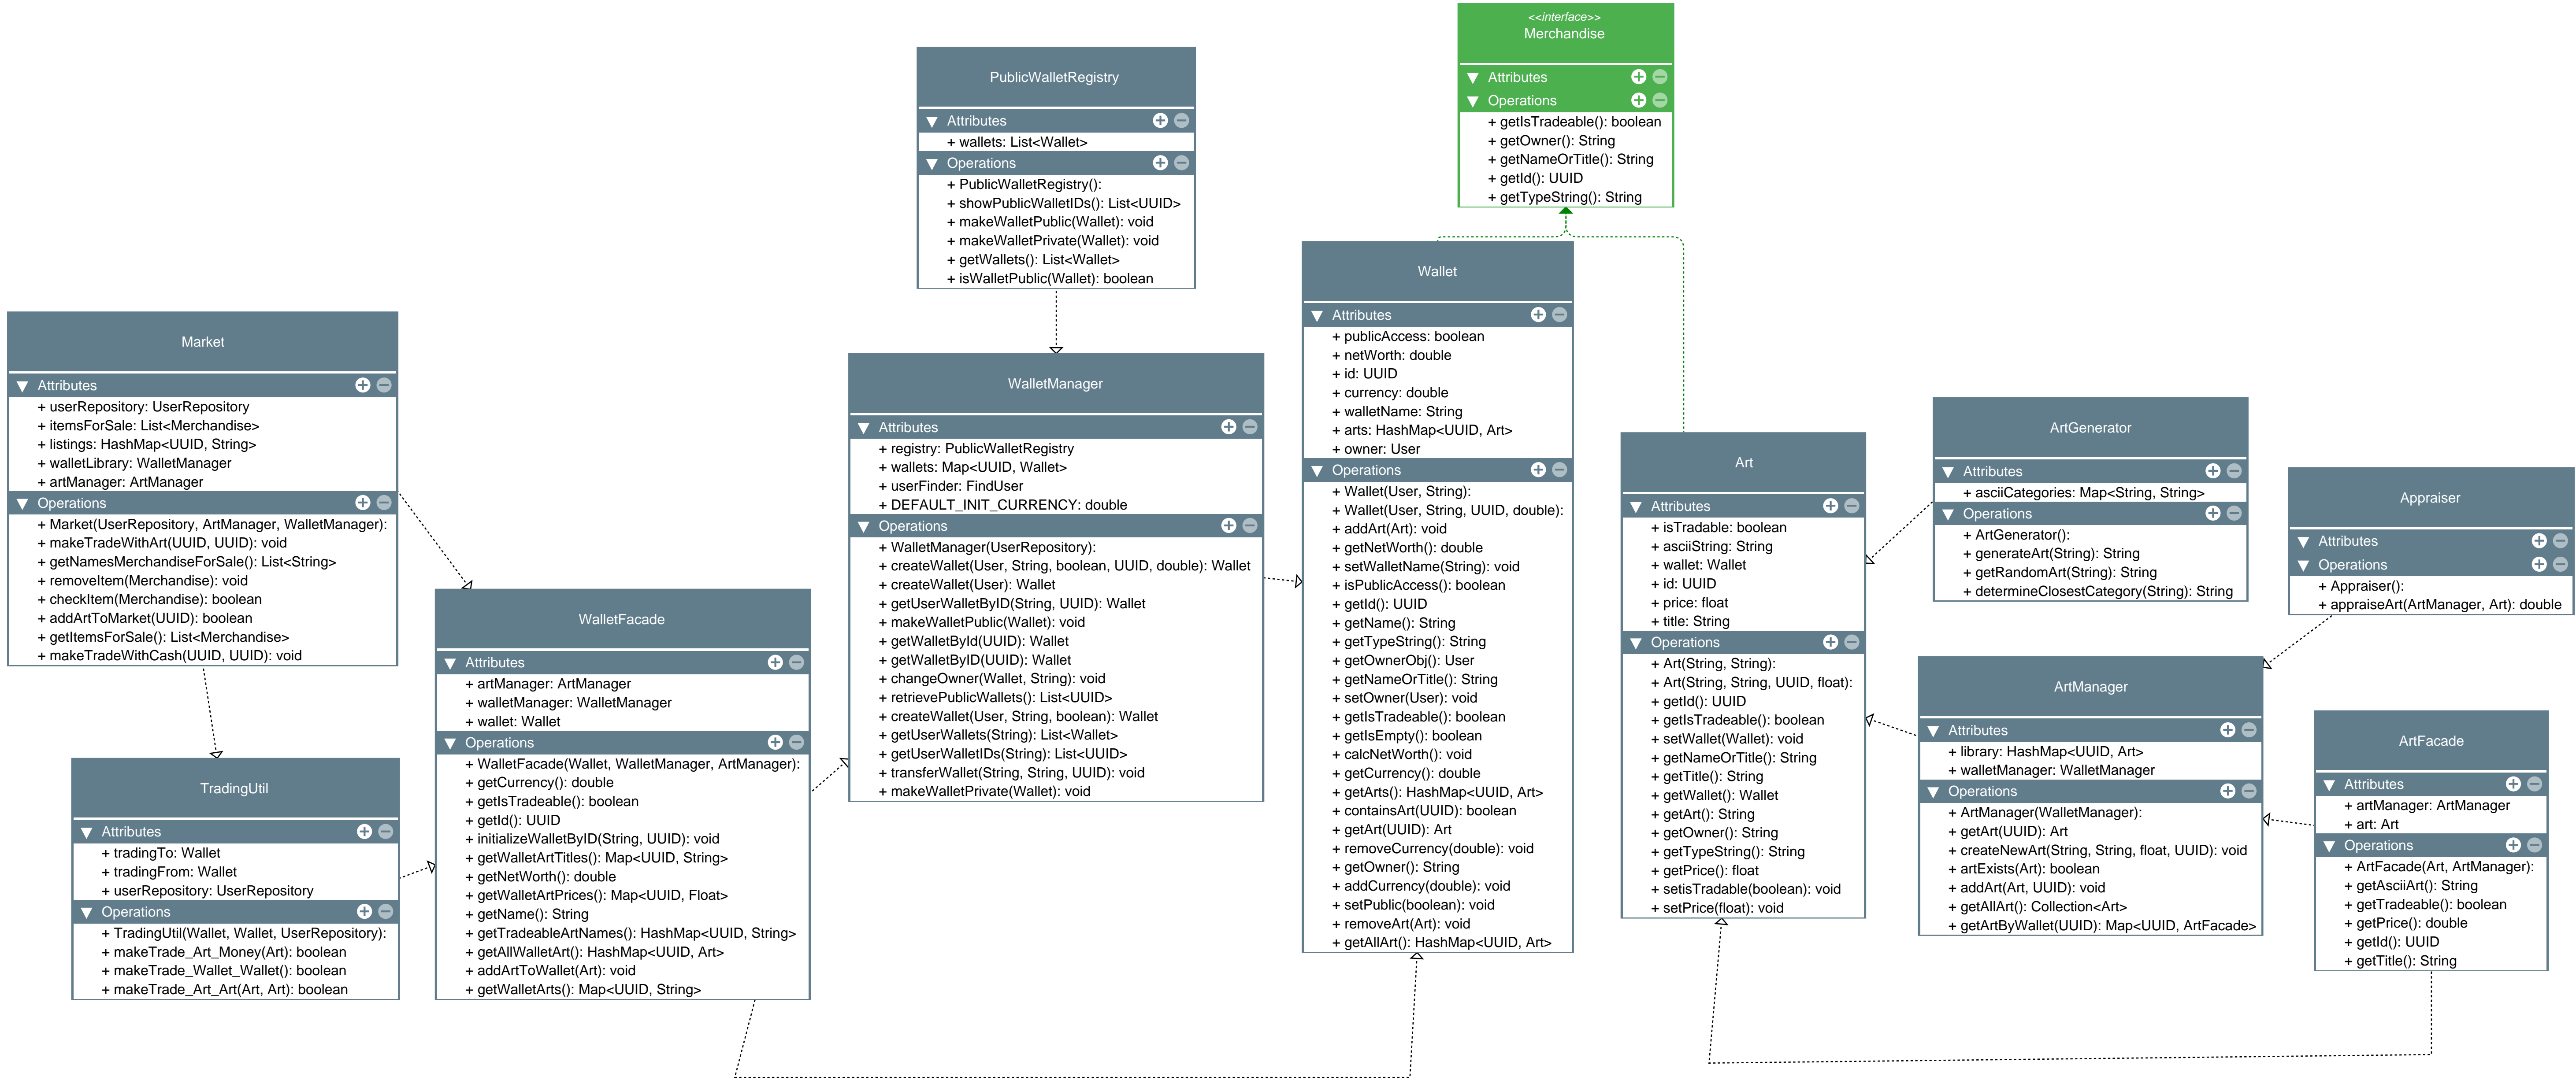 <<interface>>
Merchandise
Attributes
Operations
+ getIsTradeable(): boolean
+ getOwner(): String
+ getNameOrTitle(): String
+ getId(): UUID
+ getTypeString(): String
PublicWalletRegistry
Attributes
+ wallets: List<Wallet>
Operations
+ PublicWalletRegistry():
+ showPublicWalletIDs(): List<UUID>
+ makeWalletPublic(Wallet): void
+ makeWalletPrivate(Wallet): void
+ getWallets(): List<Wallet>
+ isWalletPublic(Wallet): boolean
Market
Attributes
+ userRepository: UserRepository
+ itemsForSale: List<Merchandise>
+ listings: HashMap<UUID, String>
+ walletLibrary: WalletManager
+ artManager: ArtManager
Operations
+ Market(UserRepository, ArtManager, WalletManager):
+ makeTradeWithArt(UUID, UUID): void
+ getNamesMerchandiseForSale(): List<String>
+ removeItem(Merchandise): void
+ checkItem(Merchandise): boolean
+ addArtToMarket(UUID): boolean
+ getItemsForSale(): List<Merchandise>
+ makeTradeWithCash(UUID, UUID): void
TradingUtil
Attributes
+ tradingTo: Wallet
+ tradingFrom: Wallet
+ userRepository: UserRepository
Operations
+ TradingUtil(Wallet, Wallet, UserRepository):
+ makeTrade_Art_Money(Art): boolean
+ makeTrade_Wallet_Wallet(): boolean
+ makeTrade_Art_Art(Art, Art): boolean
WalletFacade
Attributes
+ artManager: ArtManager
+ walletManager: WalletManager
+ wallet: Wallet
Operations
+ WalletFacade(Wallet, WalletManager, ArtManager):
+ getCurrency(): double
+ getIsTradeable(): boolean
+ getId(): UUID
+ initializeWalletByID(String, UUID): void
+ getWalletArtTitles(): Map<UUID, String>
+ getNetWorth(): double
+ getWalletArtPrices(): Map<UUID, Float>
+ getName(): String
+ getTradeableArtNames(): HashMap<UUID, String>
+ getAllWalletArt(): HashMap<UUID, Art>
+ addArtToWallet(Art): void
+ getWalletArts(): Map<UUID, String>
WalletManager
Attributes
+ registry: PublicWalletRegistry
+ wallets: Map<UUID, Wallet>
+ userFinder: FindUser
+ DEFAULT_INIT_CURRENCY: double
Operations
+ WalletManager(UserRepository):
+ createWallet(User, String, boolean, UUID, double): Wallet
+ createWallet(User): Wallet
+ getUserWalletByID(String, UUID): Wallet
+ makeWalletPublic(Wallet): void
+ getWalletById(UUID): Wallet
+ getWalletByID(UUID): Wallet
+ changeOwner(Wallet, String): void
+ retrievePublicWallets(): List<UUID>
+ createWallet(User, String, boolean): Wallet
+ getUserWallets(String): List<Wallet>
+ getUserWalletIDs(String): List<UUID>
+ transferWallet(String, String, UUID): void
+ makeWalletPrivate(Wallet): void
Wallet
Attributes
+ publicAccess: boolean
+ netWorth: double
+ id: UUID
+ currency: double
+ walletName: String
+ arts: HashMap<UUID, Art>
+ owner: User
Operations
+ Wallet(User, String):
+ Wallet(User, String, UUID, double):
+ addArt(Art): void
+ getNetWorth(): double
+ setWalletName(String): void
+ isPublicAccess(): boolean
+ getId(): UUID
+ getName(): String
+ getTypeString(): String
+ getOwnerObj(): User
+ getNameOrTitle(): String
+ setOwner(User): void
+ getIsTradeable(): boolean
+ getIsEmpty(): boolean
+ calcNetWorth(): void
+ getCurrency(): double
+ getArts(): HashMap<UUID, Art>
+ containsArt(UUID): boolean
+ getArt(UUID): Art
+ removeCurrency(double): void
+ getOwner(): String
+ addCurrency(double): void
+ setPublic(boolean): void
+ removeArt(Art): void
+ getAllArt(): HashMap<UUID, Art>
Art
Attributes
+ isTradable: boolean
+ asciiString: String
+ wallet: Wallet
+ id: UUID
+ price: float
+ title: String
Operations
+ Art(String, String):
+ Art(String, String, UUID, float):
+ getId(): UUID
+ getIsTradeable(): boolean
+ setWallet(Wallet): void
+ getNameOrTitle(): String
+ getTitle(): String
+ getWallet(): Wallet
+ getArt(): String
+ getOwner(): String
+ getTypeString(): String
+ getPrice(): float
+ setisTradable(boolean): void
+ setPrice(float): void
ArtGenerator
Attributes
+ asciiCategories: Map<String, String>
Operations
+ ArtGenerator():
+ generateArt(String): String
+ getRandomArt(String): String
+ determineClosestCategory(String): String
Appraiser
Attributes
Operations
+ Appraiser():
+ appraiseArt(ArtManager, Art): double
ArtManager
Attributes
+ library: HashMap<UUID, Art>
+ walletManager: WalletManager
Operations
+ ArtManager(WalletManager):
+ getArt(UUID): Art
+ createNewArt(String, String, float, UUID): void
+ artExists(Art): boolean
+ addArt(Art, UUID): void
+ getAllArt(): Collection<Art>
+ getArtByWallet(UUID): Map<UUID, ArtFacade>
ArtFacade
Attributes
+ artManager: ArtManager
+ art: Art
Operations
+ ArtFacade(Art, ArtManager):
+ getAsciiArt(): String
+ getTradeable(): boolean
+ getPrice(): double
+ getId(): UUID
+ getTitle(): String